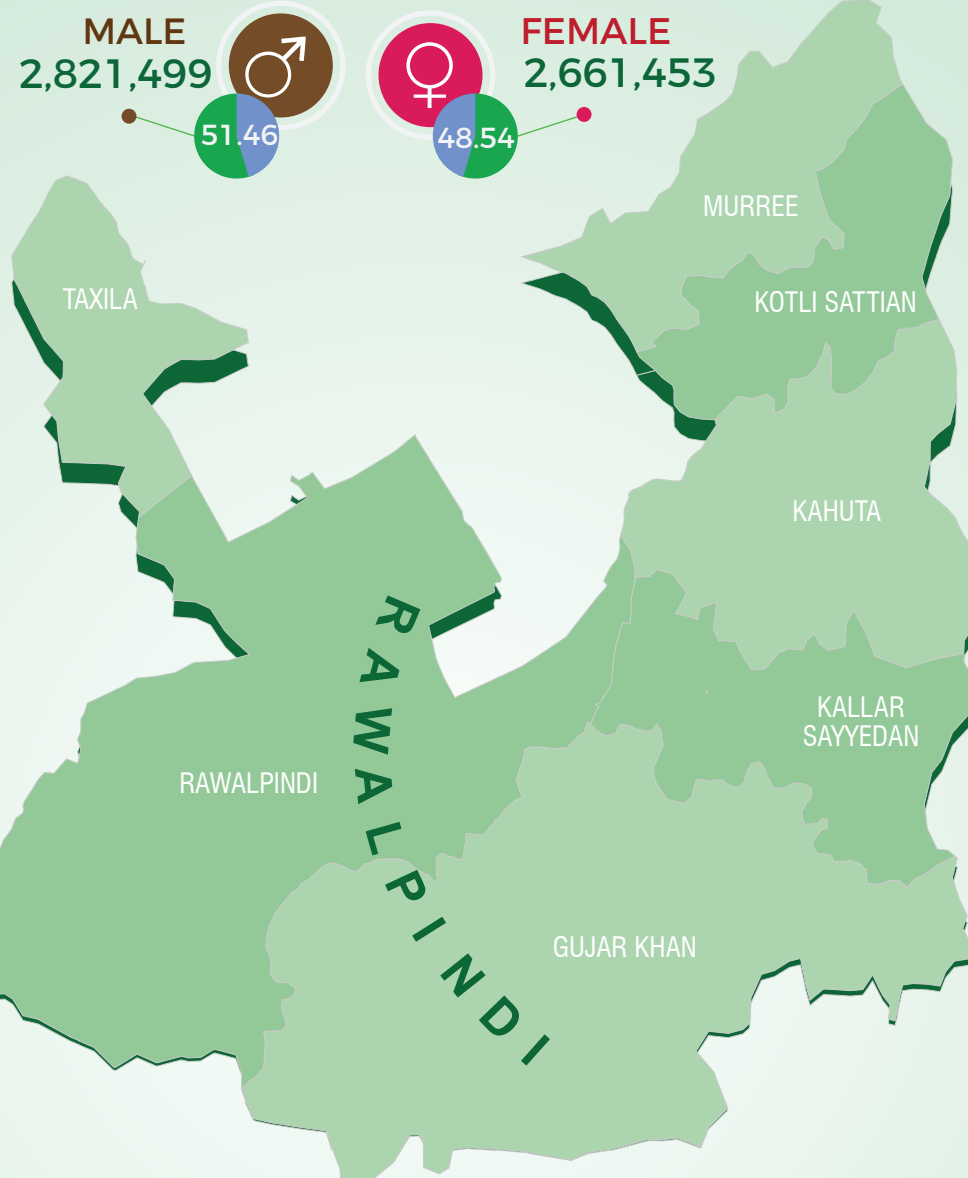 MALE
2,821,499
51.46
FEMALE
2,661,453
48.54
MURREE
TAXILA
KOTLI SATTIAN
KAHUTA
KALLAR
SAYYEDAN
RAWALPINDI
RAWALPINDI
GUJAR KHAN